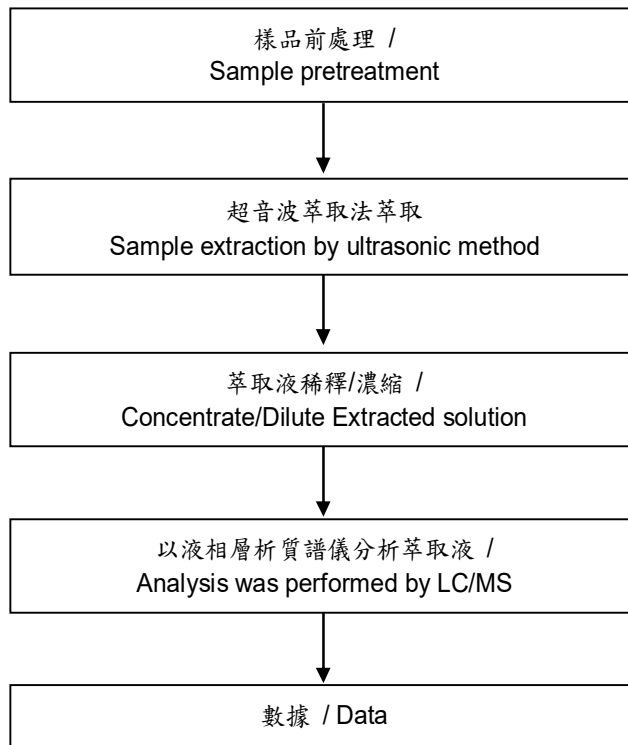 樣品前處理 /
Sample pretreatment
超音波萃取法萃取
Sample extraction by ultrasonic method
萃取液稀釋/濃縮 /
Concentrate/Dilute Extracted solution
以液相層析質譜儀分析萃取液 /
Analysis was performed by LC/MS
數據 / Data